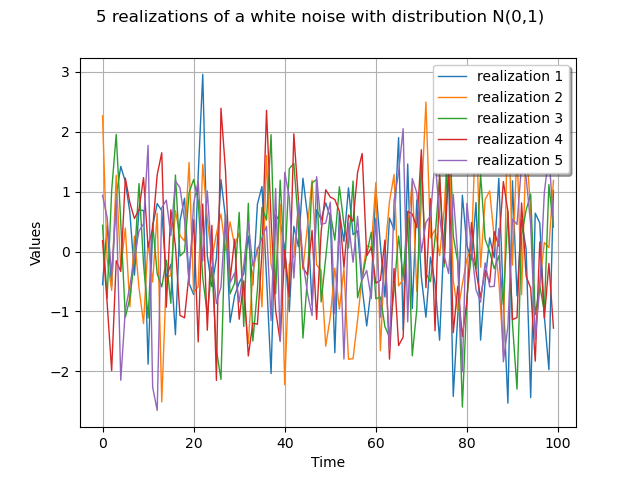 5 realizations of a white noise with distribution N(0,1)
3
2
1
0
−1
−2
Values
realization 1
realization 2
realization 3
realization 4
realization 5
0
20
40
60
80
100
Time